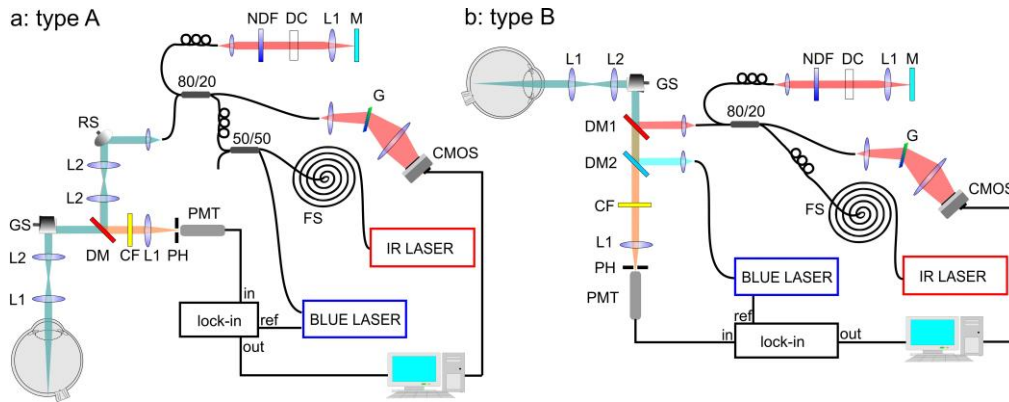 a: type A
NDF DC L1 M
80/20
RS
50/50
G
L2
CMOS
L2
FS
GS
PMT
DM CF L1 PH
IR LASER
L2
L1
in
lock-in
ref
BLUE LASER
out
b: type B
L1 L2
GS
NDF DC L1 M
80/20
G
DM1
DM2
CMOS
CF
FS
L1
PH
BLUE LASER
IR LASER
PMT
ref
in
lock-in
out